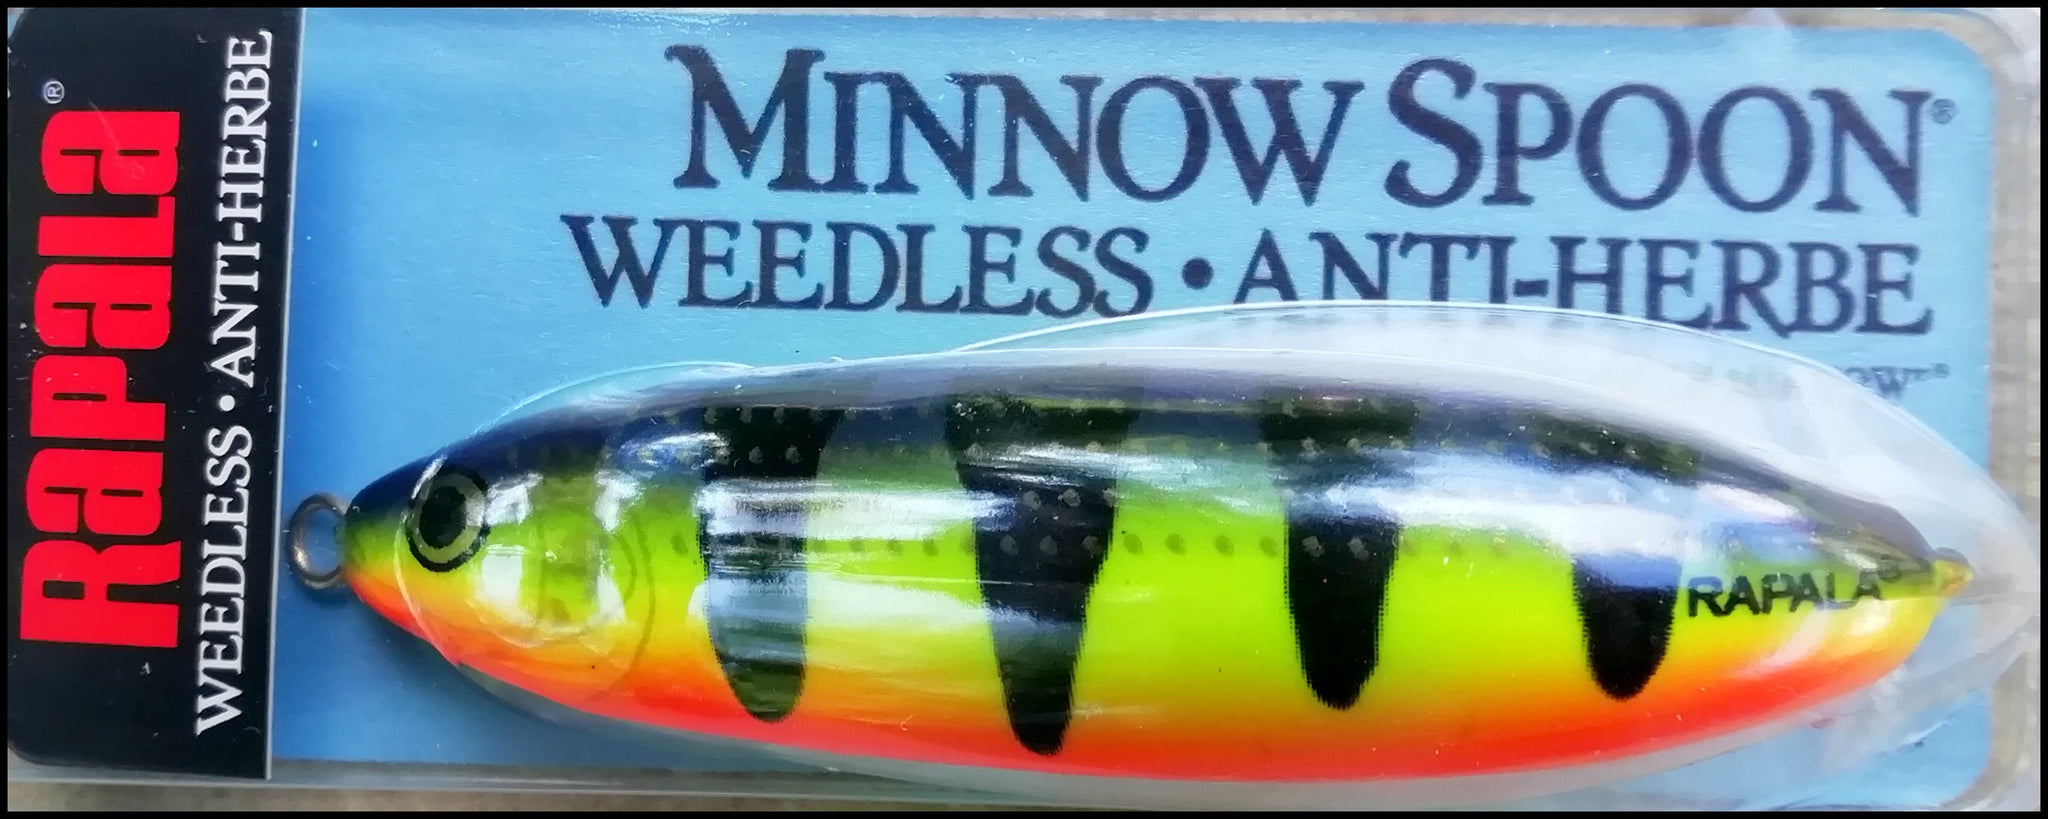 RAPALA®
WEEDLESS • ANTI-HERBE
MINNOW SPOON®
WEEDLESS • ANTI-HERBE
RAPALA®